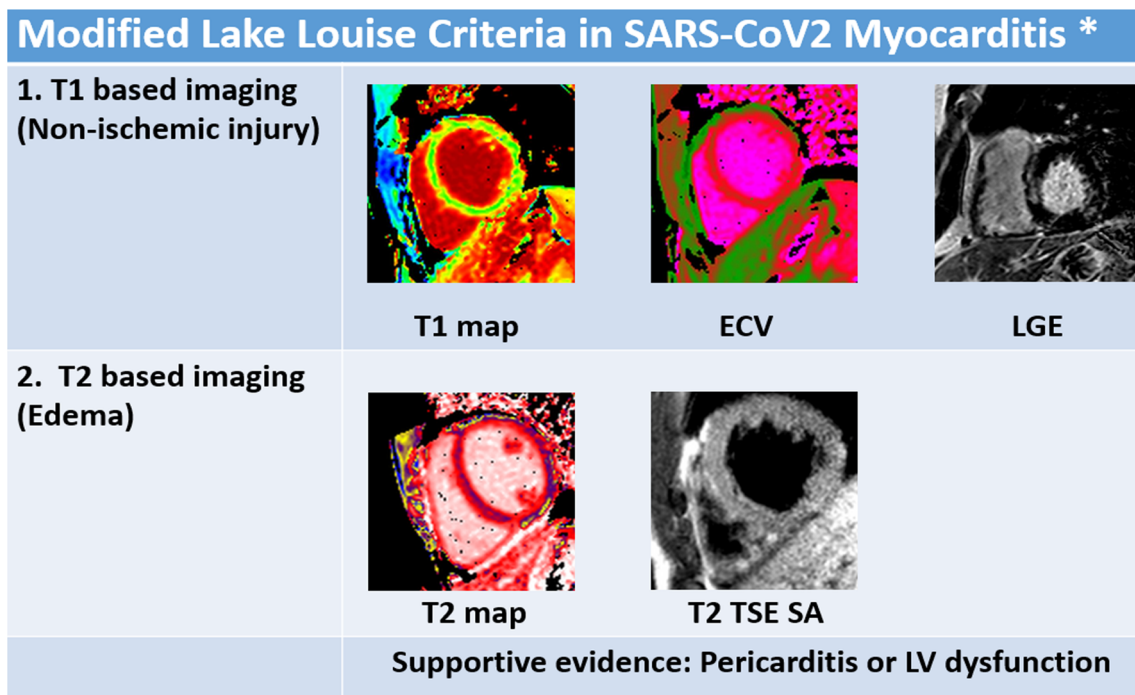 Modified Lake Louise Criteria in SARS-CoV2 Myocarditis *
1. T1 based imaging
(Non-ischemic injury)
T1 map
ECV
LGE
2.  T2 based imaging
(Edema)
T2 map
T2 TSE SA
Supportive evidence: Pericarditis or LV dysfunction